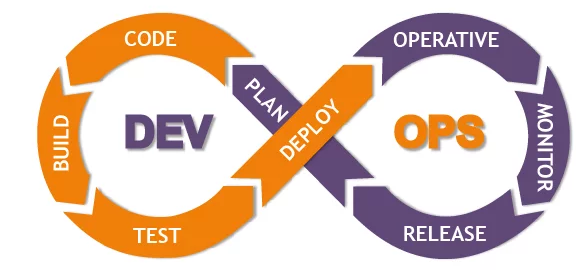 CODE
OPERATIVE
PLAN
DEPLOY
BUILD
DEV
OPS
MONITOR
TEST
RELEASE